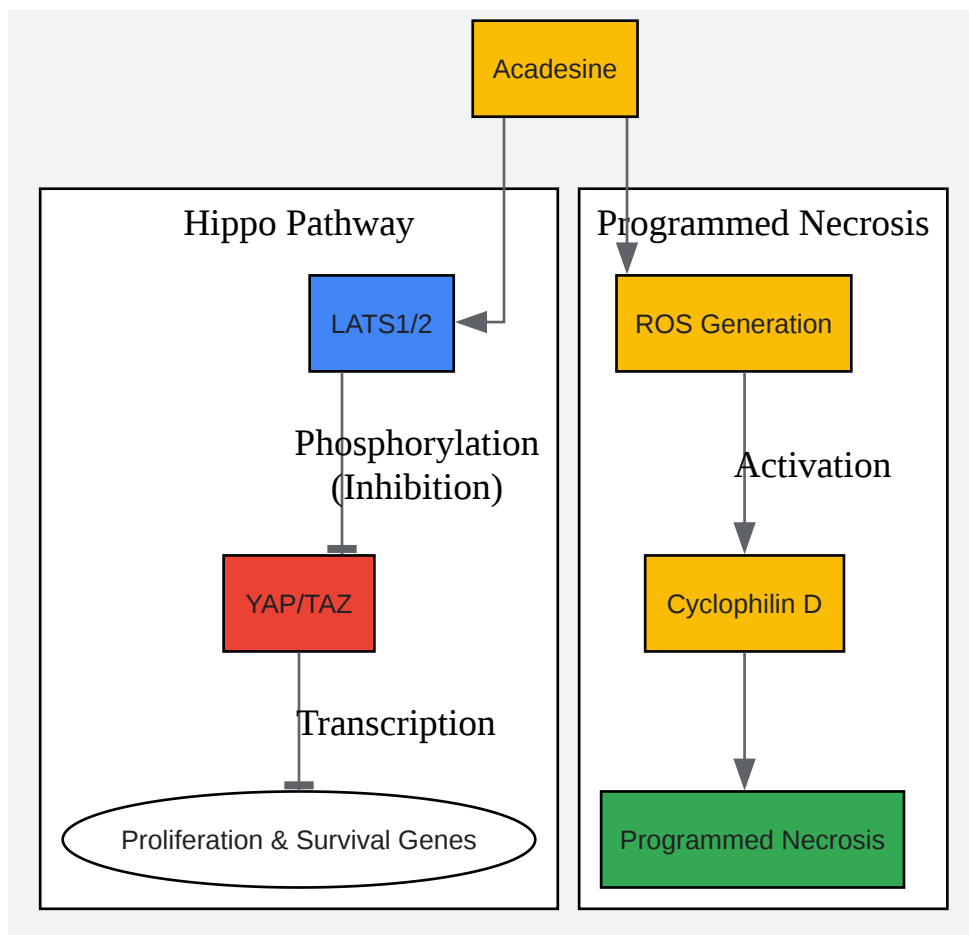 Acadesine
Hippo Pathway
Programmed Necrosis
LATS1/2
ROS Generation
Phosphorylation
(Inhibition)
Activation
YAP/TAZ
Cyclophilin D
Transcription
Proliferation & Survival Genes
Programmed Necrosis